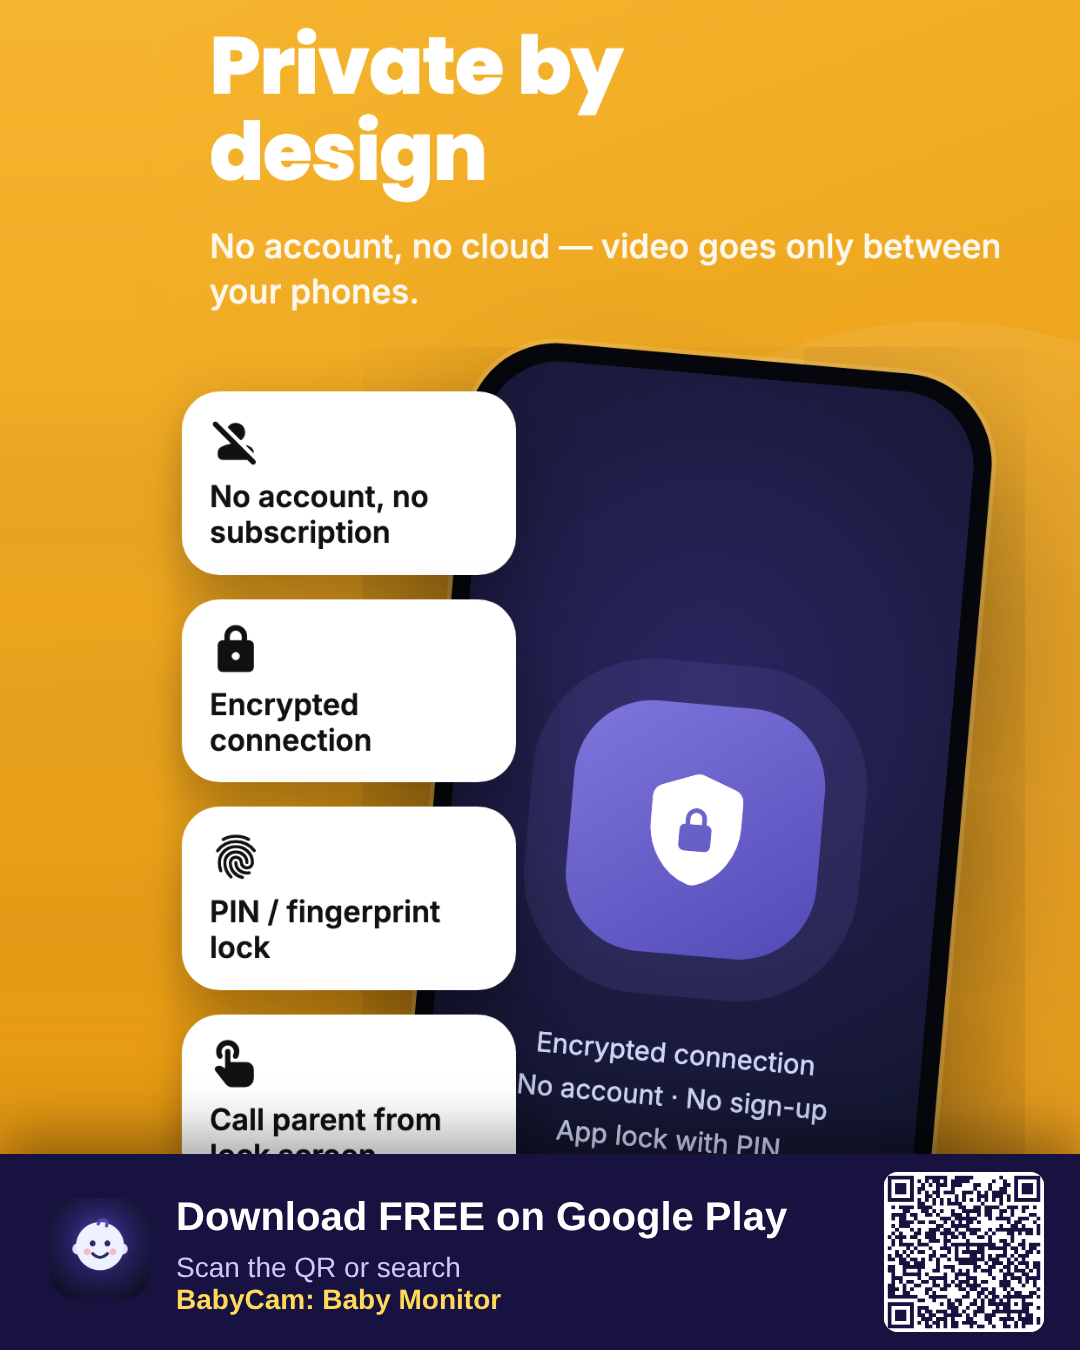 Private by
design
No account, no cloud — video goes only between
your phones.
No account, no
subscription
Encrypted
connection
PIN / fingerprint
lock
Call parent from
lock screen
Encrypted connection
No account · No sign-up
App lock with PIN
Download FREE on Google Play
Scan the QR or search
BabyCam: Baby Monitor